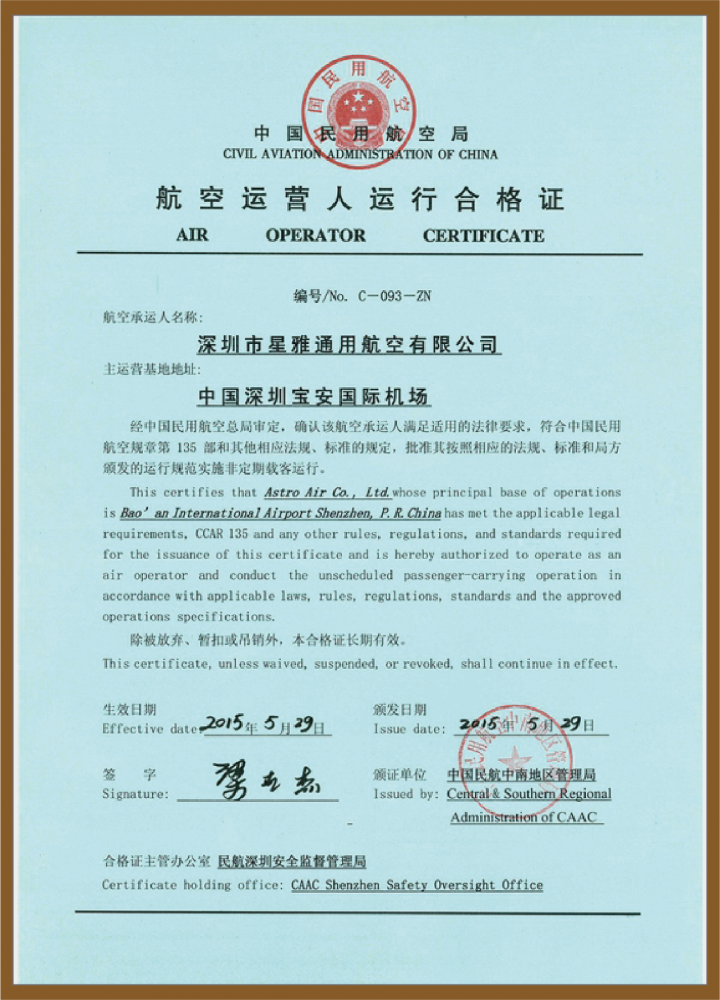 中国民用航空局
CIVIL AVIATION ADMINISTRATION OF CHINA
航空运营人运行合格证
AIR OPERATOR CERTIFICATE
编号/No. C-093-ZN
航空承运人名称:
深圳市星雅通用航空有限公司
主运营基地地址:
中国深圳宝安国际机场
经中国民用航空总局审定，确认该航空承运人满足适用的法律要求，符合中国民用
航空规章第 135 部和其他相应法规、标准的规定，批准其按照相应的法规、标准和局方
颁发的运行规范实施非定期载客运行。
This certifies that Astro Air Co., Ltd. whose principal base of operations
is Bao' an International Airport Shenzhen, P.R.China has met the applicable legal
requirements, CCAR 135 and any other rules, regulations, and standards required
for the issuance of this certificate and is hereby authorized to operate as an
air operator and conduct the unscheduled passenger-carrying operation in
accordance with applicable laws, rules, regulations, standards and the approved
operations specifications.
除被放弃、暂扣或吊销外，本合格证长期有效。
This certificate, unless waived, suspended, or revoked, shall continue in effect.
生效日期 颁发日期
Effective date: 2015年 5月29日 Issue date: 2015年 5月 29日
签 字 颁证单位 中国民航中南地区管理局
Signature: Issued by: Central & Southern Regional
Administration of CAAC
合格证主管办公室 民航深圳安全监督管理局
Certificate holding office: CAAC Shenzhen Safety Oversight Office